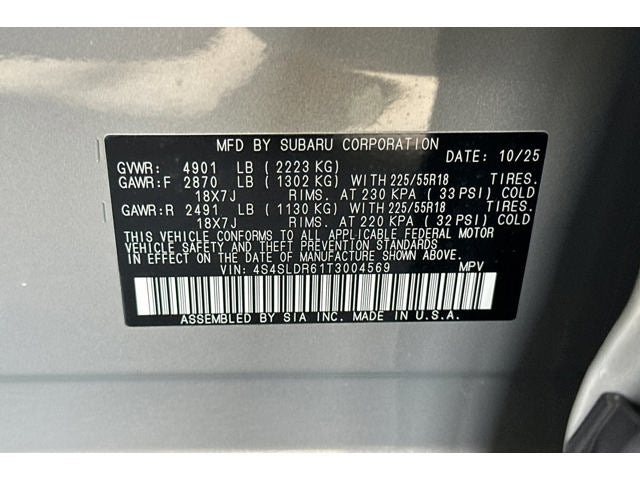 MFD BY SUBARU CORPORATION
GVWR: 4901 LB ( 2223 KG) DATE: 10/25
GAWR:F 2870 LB ( 1302 KG) WITH 225/55R18 TIRES.
18X7J RIMS. AT 230 KPA ( 33 PSI) COLD
GAWR:R 2491 LB ( 1130 KG) WITH 225/55R18 TIRES.
18X7J RIMS. AT 220 KPA ( 32 PSI) COLD
THIS VEHICLE CONFORMS TO ALL APPLICABLE FEDERAL MOTOR
VEHICLE SAFETY AND THEFT PREVENTION STANDARDS
IN EFFECT ON THE DATE OF MANUFACTURE SHOWN ABOVE.
VIN: 4S4SLDR61T3004569 MPV
ASSEMBLED BY SIA INC. MADE IN U.S.A.